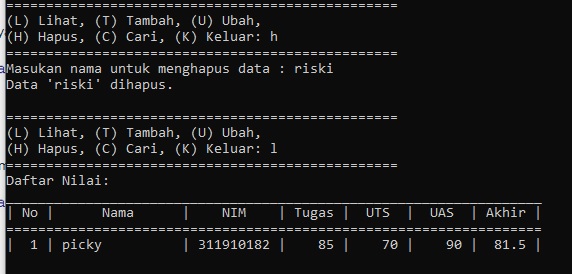 ==================================================
(L) Lihat, (T) Tambah, (U) Ubah,
(H) Hapus, (C) Cari, (K) Keluar: h
==================================================
Masukan nama untuk menghapus data : riski
Data 'riski' dihapus.
==================================================
(L) Lihat, (T) Tambah, (U) Ubah,
(H) Hapus, (C) Cari, (K) Keluar: l
==================================================
Daftar Nilai:
| No | Nama | NIM | Tugas | UTS | UAS | Akhir |
====================================================================
| 1 | picky | 311910182 | 85 | 70 | 90 | 81.5 |